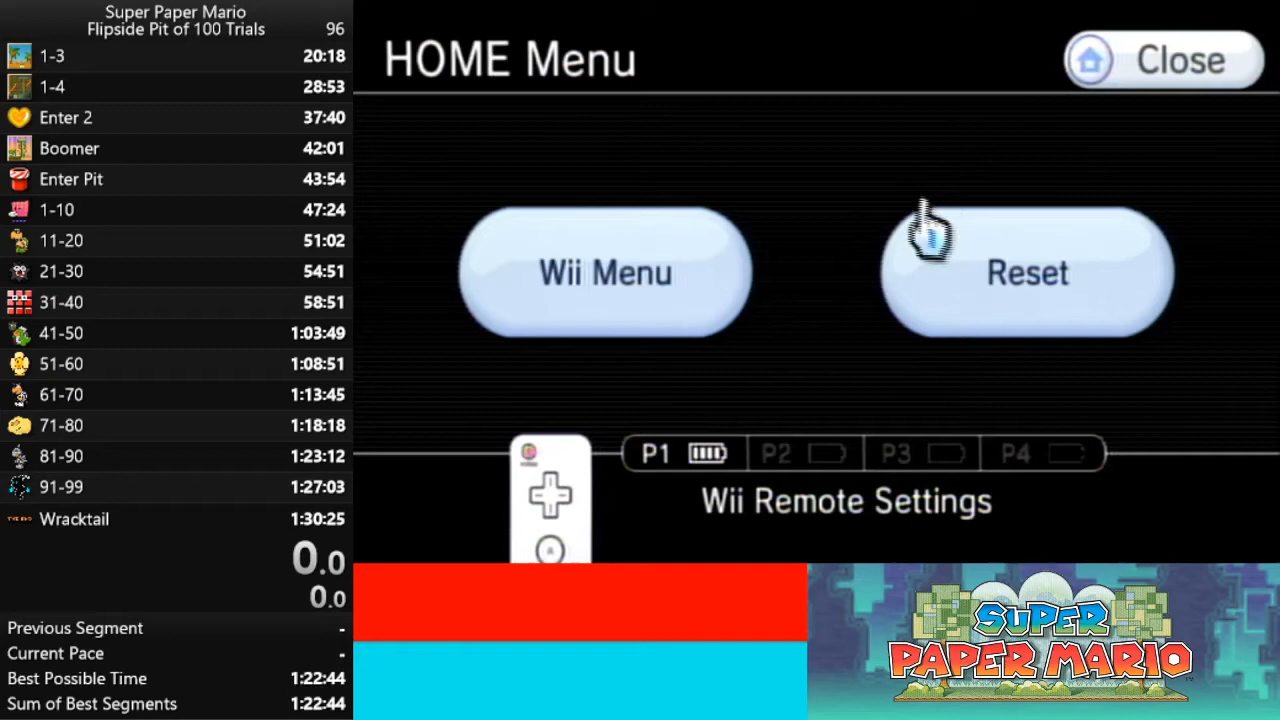 Super Paper Mario
Flipside Pit of 100 Trials 96
1-3 20:18
1-4 28:53
Enter 2 37:40
Boomer 42:01
Enter Pit 43:54
1-10 47:24
11-20 51:02
21-30 54:51
31-40 58:51
41-50 1:03:49
51-60 1:08:51
61-70 1:13:45
71-80 1:18:18
81-90 1:23:12
91-99 1:27:03
THE END Wracktail 1:30:25
0.0
0.0
Previous Segment -
Current Pace -
Best Possible Time 1:22:44
Sum of Best Segments 1:22:44
HOME Menu
Close
Wii Menu
Reset
P1 P2 P3 P4
Wii Remote Settings
A
SUPER
PAPER MARIO